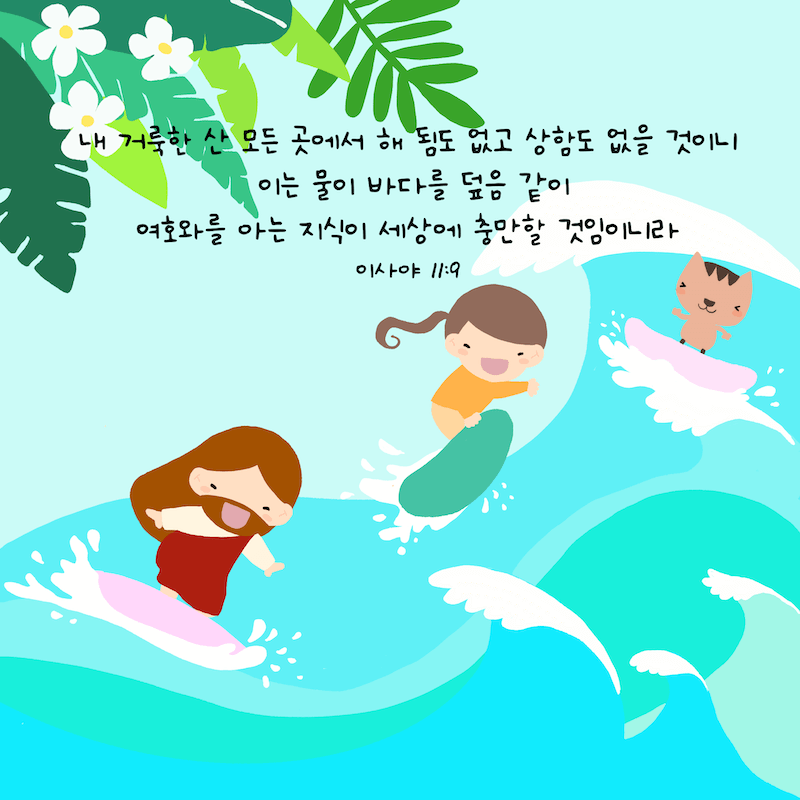 내 거룩한 산 모든 곳에서 해 됨도 없고 상함도 없을 것이니
이는 물이 바다를 덮음 같이
여호와를 아는 지식이 세상에 충만할 것임이니라
이사야 11:9